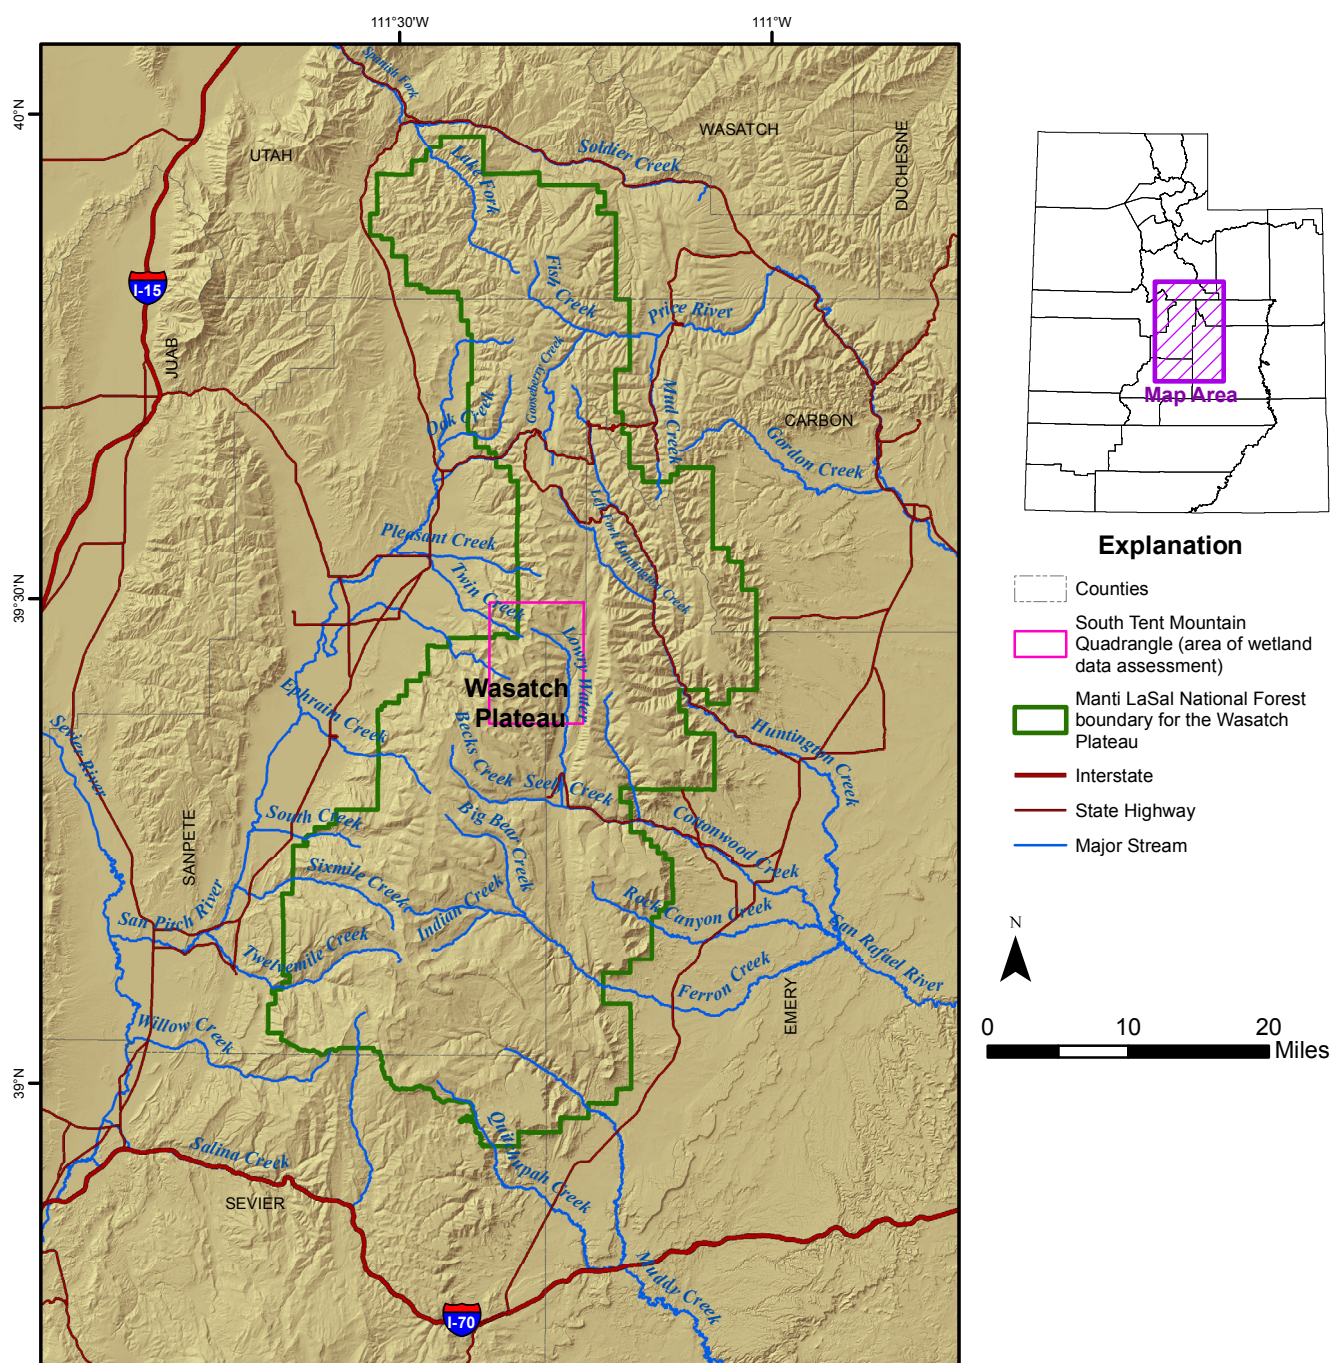 111°30'W
111°W
40°N
39°30'N
39°N
Spanish Fork
WASATCH
DUCHESNE
UTAH
Soldier Creek
Lake Fork
Fish Creek
I-15
Price River
JUAB
Gooseberry Creek
Mud Creek
Oak Creek
CARBON
Gordon Creek
Left Fork Huntington Creek
Pleasant Creek
Twin Creek
Lowry Water
Wasatch
Plateau
Ephraim Creek
Sevier River
Becks Creek
Seely Creek
Huntington Creek
South Creek
Big Bear Creek
Cottonwood Creek
SANPETE
Sixmile Creek
Indian Creek
Rock Canyon Creek
San Pitch River
San Rafael River
Twelvemile Creek
Ferron Creek
EMERY
Willow Creek
Quitchupah Creek
Salina Creek
SEVIER
Muddy Creek
I-70
Map Area
Explanation
Counties
South Tent Mountain
Quadrangle (area of wetland
data assessment)
Manti LaSal National Forest
boundary for the Wasatch
Plateau
Interstate
State Highway
Major Stream
N
0
10
20
Miles